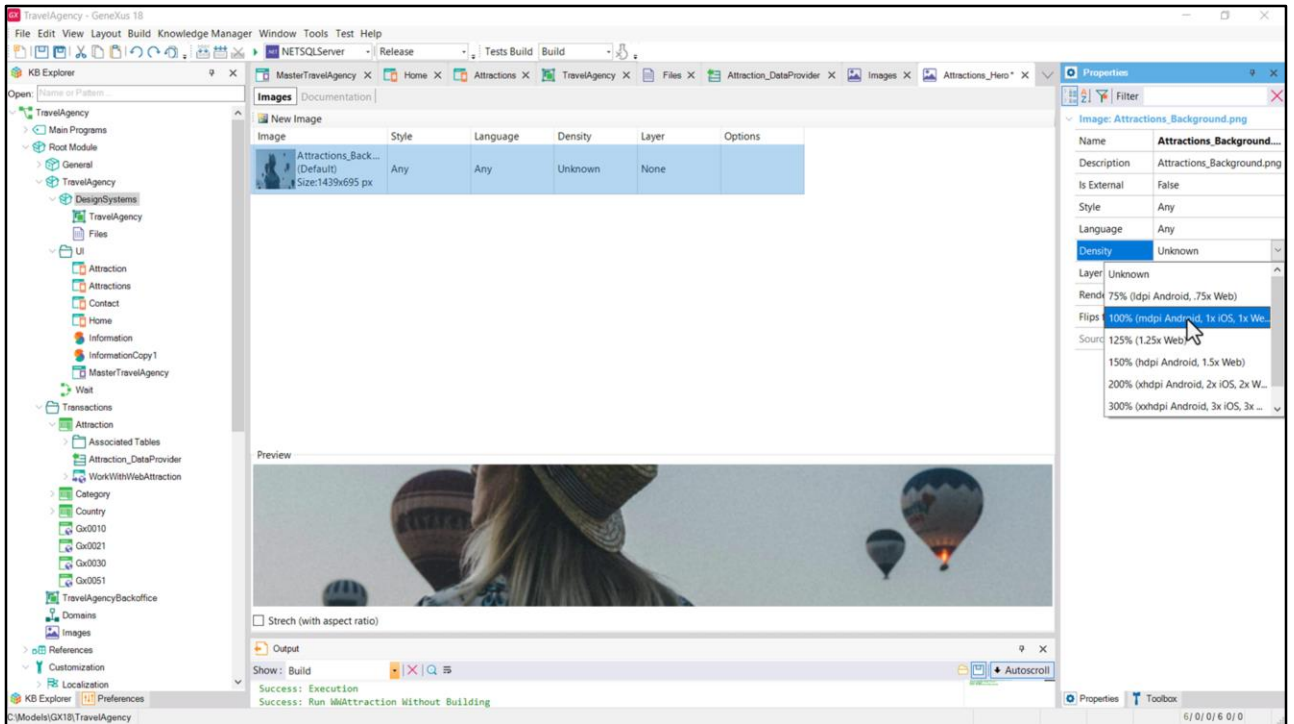 GX TravelAgency - GeneXus 18
File Edit View Layout Build Knowledge Manager Window Tools Test Help
NETSQLServer Release Tests Build Build
KB Explorer
Open: Name or Pattern...
TravelAgency
Main Programs
Root Module
General
TravelAgency
DesignSystems
TravelAgency
Files
UI
Attraction
Attractions
Contact
Home
Information
InformationCopy1
MasterTravelAgency
Wait
Transactions
Attraction
Associated Tables
Attraction_DataProvider
WorkWithWebAttraction
Category
Country
Gx0010
Gx0021
Gx0030
Gx0051
TravelAgencyBackoffice
Domains
Images
References
Customization
Localization
KB Explorer Preferences
C:\Models\GX18\TravelAgency
MasterTravelAgency X Home X Attractions X TravelAgency X Files X Attraction_DataProvider X Images X Attractions_Hero* X
Images Documentation
New Image
Image Style Language Density Layer Options
Attractions_Back...
(Default) Any Any Unknown None
Size:1439x695 px
Preview
Strech (with aspect ratio)
Output
Show: Build Autoscroll
Success: Execution
Success: Run WWAttraction Without Building
Properties
Filter
Image: Attractions_Background.png
Name Attractions_Background....
Description Attractions_Background.png
Is External False
Style Any
Language Any
Density Unknown
Layer Unknown
Rende 75% (ldpi Android, .75x Web)
Flips 100% (mdpi Android, 1x iOS, 1x We...
Sourc 125% (1.25x Web)
150% (hdpi Android, 1.5x Web)
200% (xhdpi Android, 2x iOS, 2x W...
300% (xxhdpi Android, 3x iOS, 3x ...
Properties Toolbox
6/ 0/ 0/ 6 0/ 0